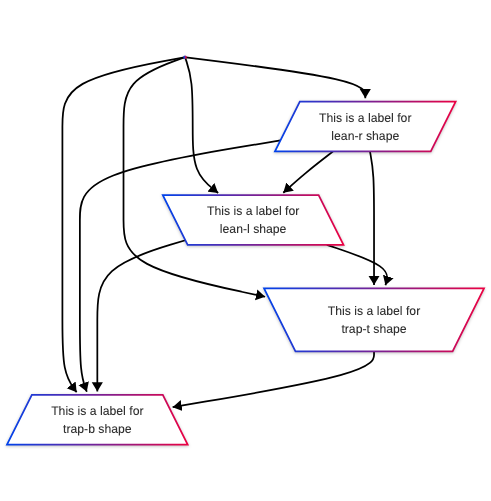 This is a label for
lean-r shape
This is a label for
lean-l shape
This is a label for
trap-t shape
This is a label for
trap-b shape